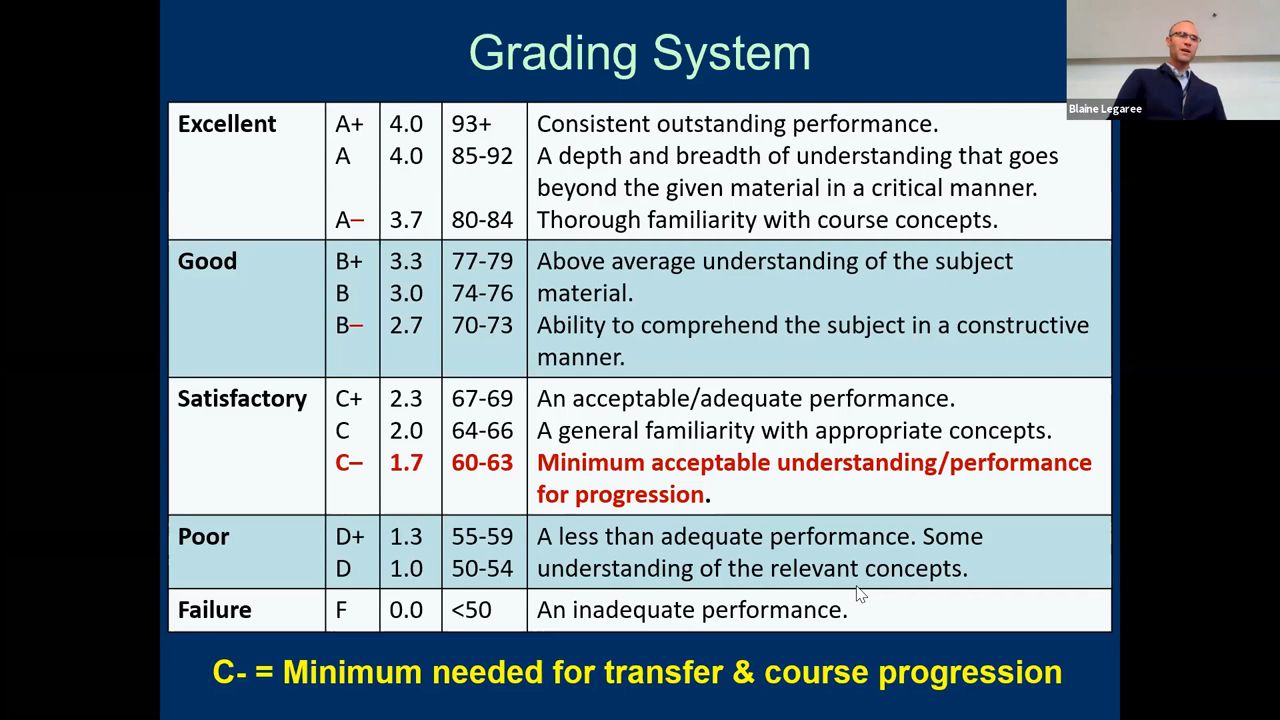 Grading System
Blaine Legaree
Excellent A+ 4.0 93+ Consistent outstanding performance.
A 4.0 85-92 A depth and breadth of understanding that goes
beyond the given material in a critical manner.
A– 3.7 80-84 Thorough familiarity with course concepts.
Good B+ 3.3 77-79 Above average understanding of the subject
B 3.0 74-76 material.
B– 2.7 70-73 Ability to comprehend the subject in a constructive
manner.
Satisfactory C+ 2.3 67-69 An acceptable/adequate performance.
C 2.0 64-66 A general familiarity with appropriate concepts.
C– 1.7 60-63 Minimum acceptable understanding/performance
for progression.
Poor D+ 1.3 55-59 A less than adequate performance. Some
D 1.0 50-54 understanding of the relevant concepts.
Failure F 0.0 <50 An inadequate performance.
C- = Minimum needed for transfer & course progression